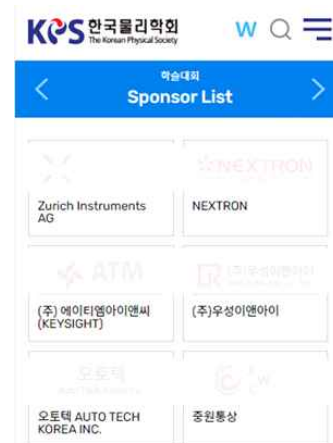 KPS 한국물리학회
The Korean Physical Society
W
학술대회
Sponsor List
NEXTRON
Zurich Instruments
AG
NEXTRON
ATM
(주)우성이앤아이
(주) 에이티엠아이앤씨
(KEYSIGHT)
(주)우성이앤아이
오토텍
오토텍 AUTO TECH
KOREA INC.
중원통상